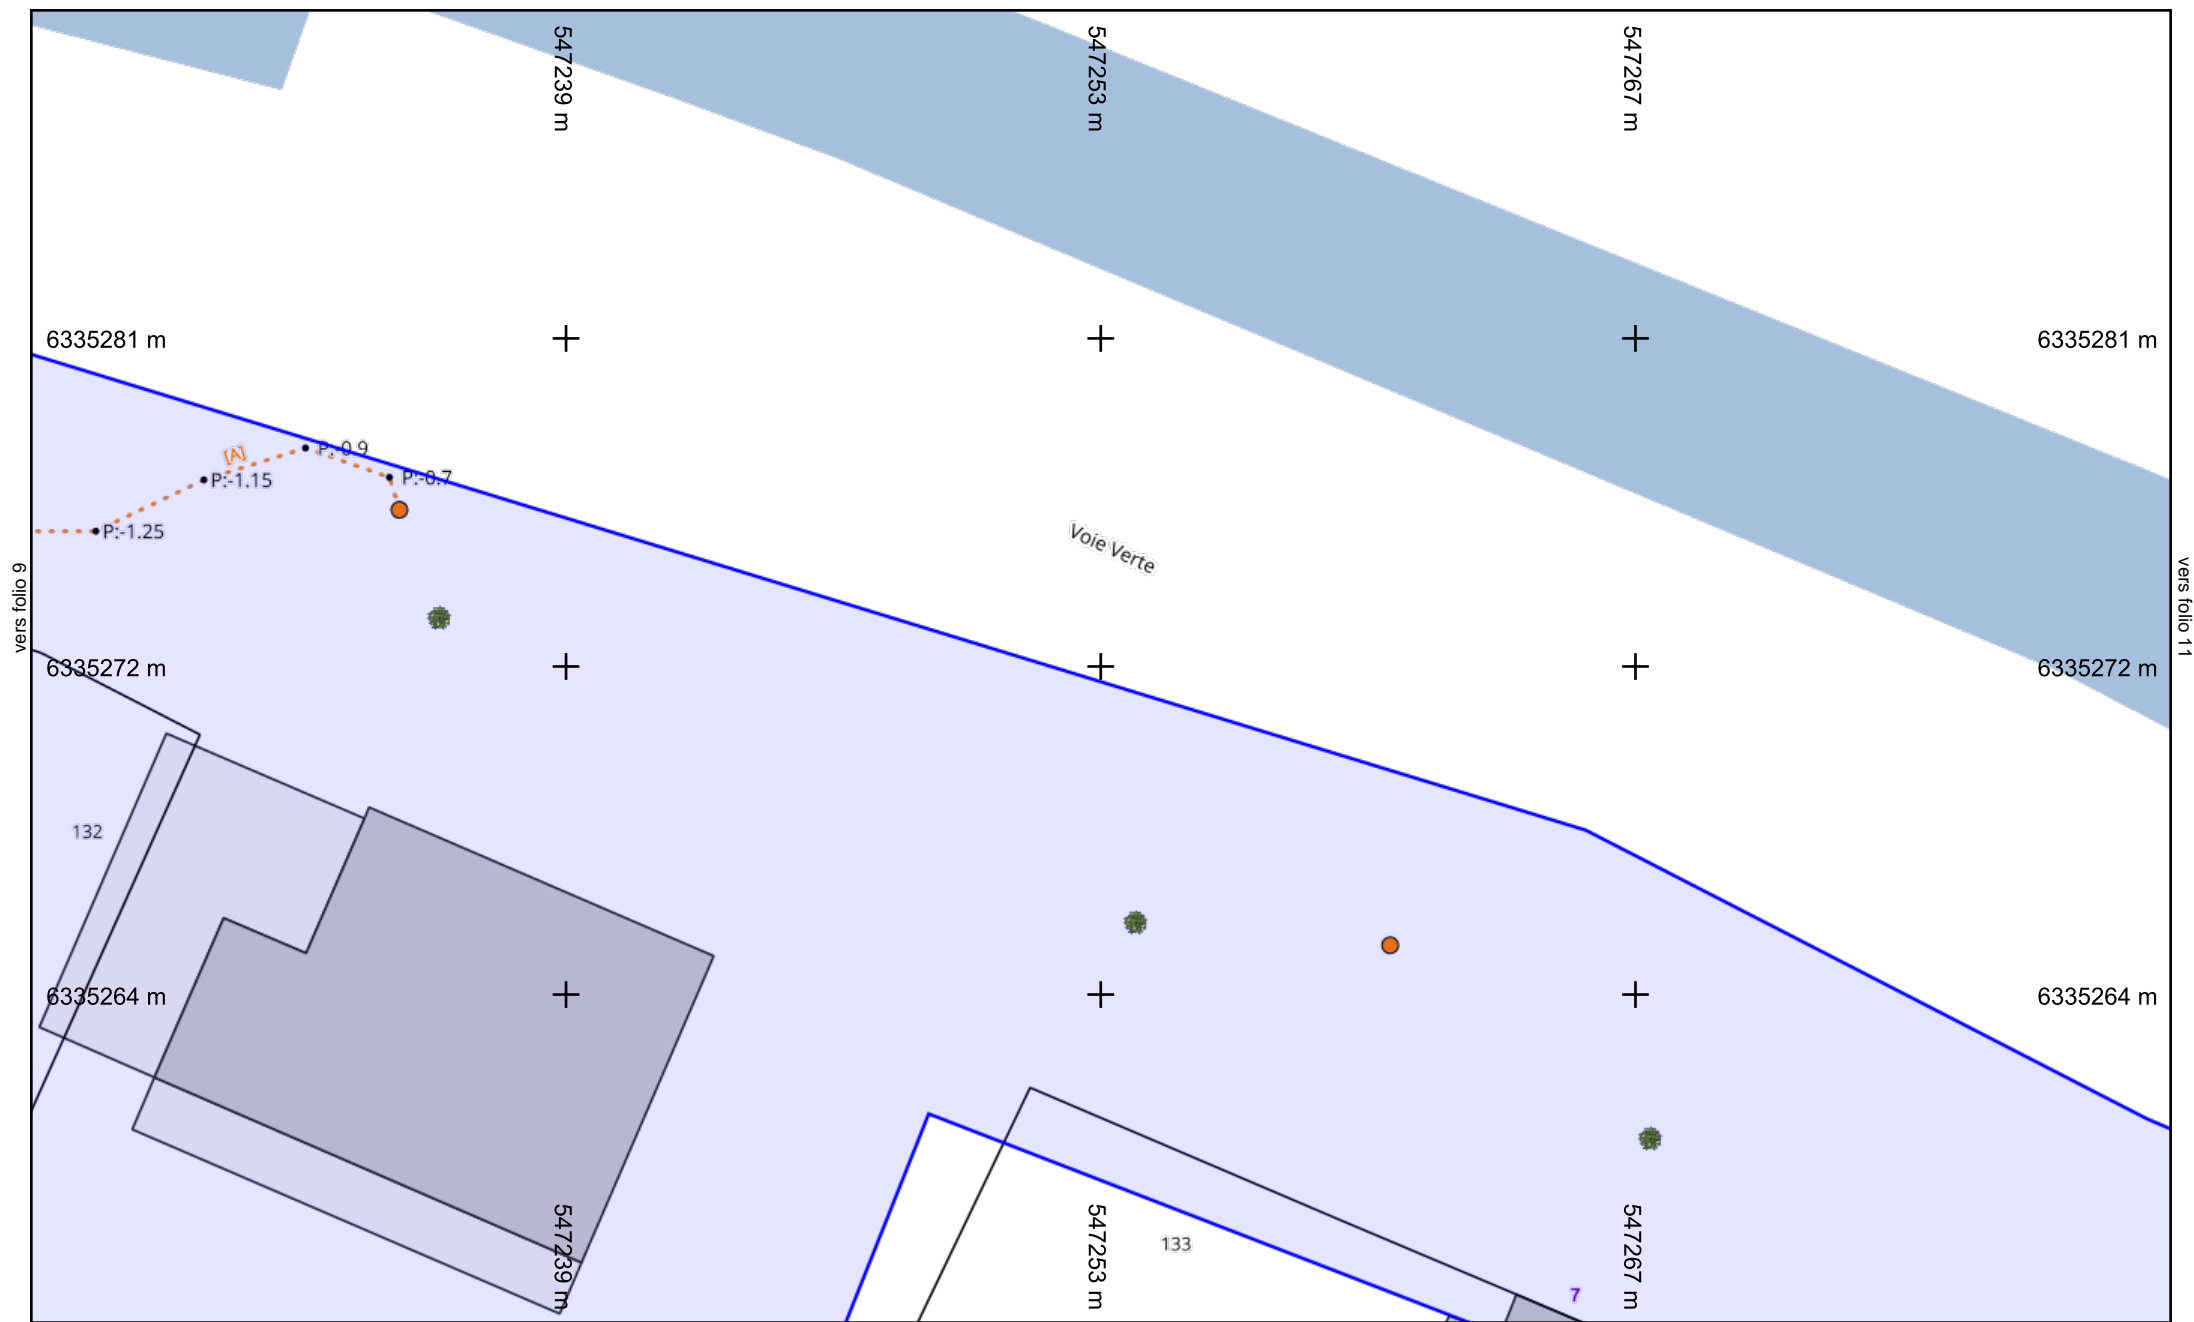 547239 m
547253 m
547267 m
6335281 m
6335281 m
P:-0.9
[A]
P:-0.7
P:-1.15
P:-1.25
Voie Verte
vers folio 9
vers folio 11
6335272 m
6335272 m
132
6335264 m
6335264 m
547239 m
547253 m
547267 m
133
7